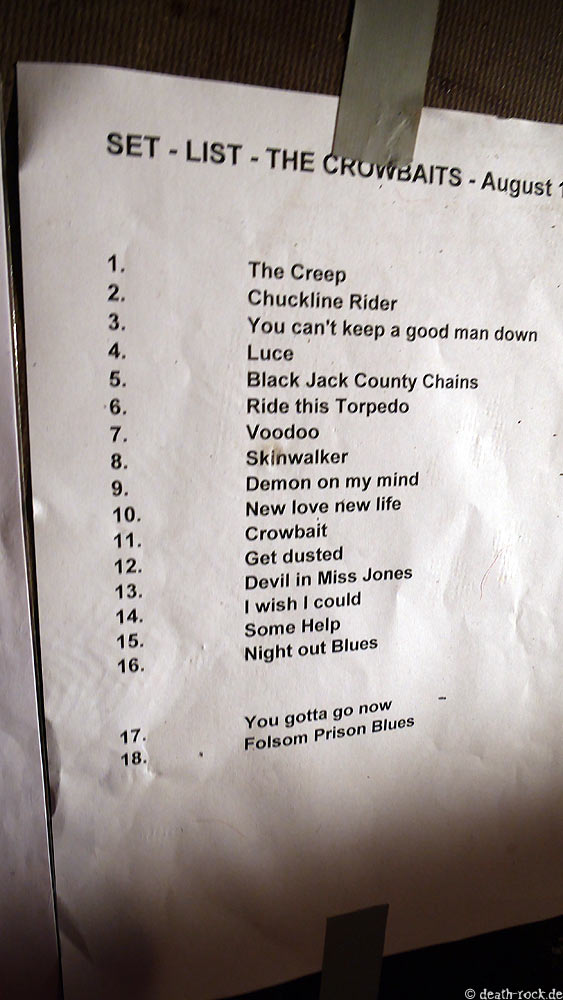 SET - LIST - THE CROWBAITS - August 1
1. The Creep
2. Chuckline Rider
3. You can't keep a good man down
4. Luce
5. Black Jack County Chains
6. Ride this Torpedo
7. Voodoo
8. Skinwalker
9. Demon on my mind
10. New love new life
11. Crowbait
12. Get dusted
13. Devil in Miss Jones
14. I wish I could
15. Some Help
16. Night out Blues
17. You gotta go now
18. Folsom Prison Blues
© death-rock.de